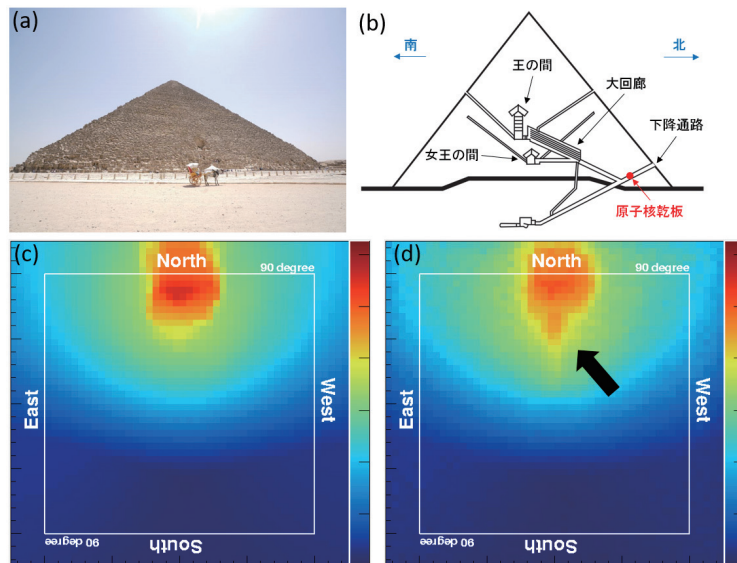 (a)
(b)
南
北
王の間
大回廊
下降通路
女王の間
原子核乾板
(c)
North
90 degree
East
West
90 degree
South
(d)
North
90 degree
East
West
90 degree
South